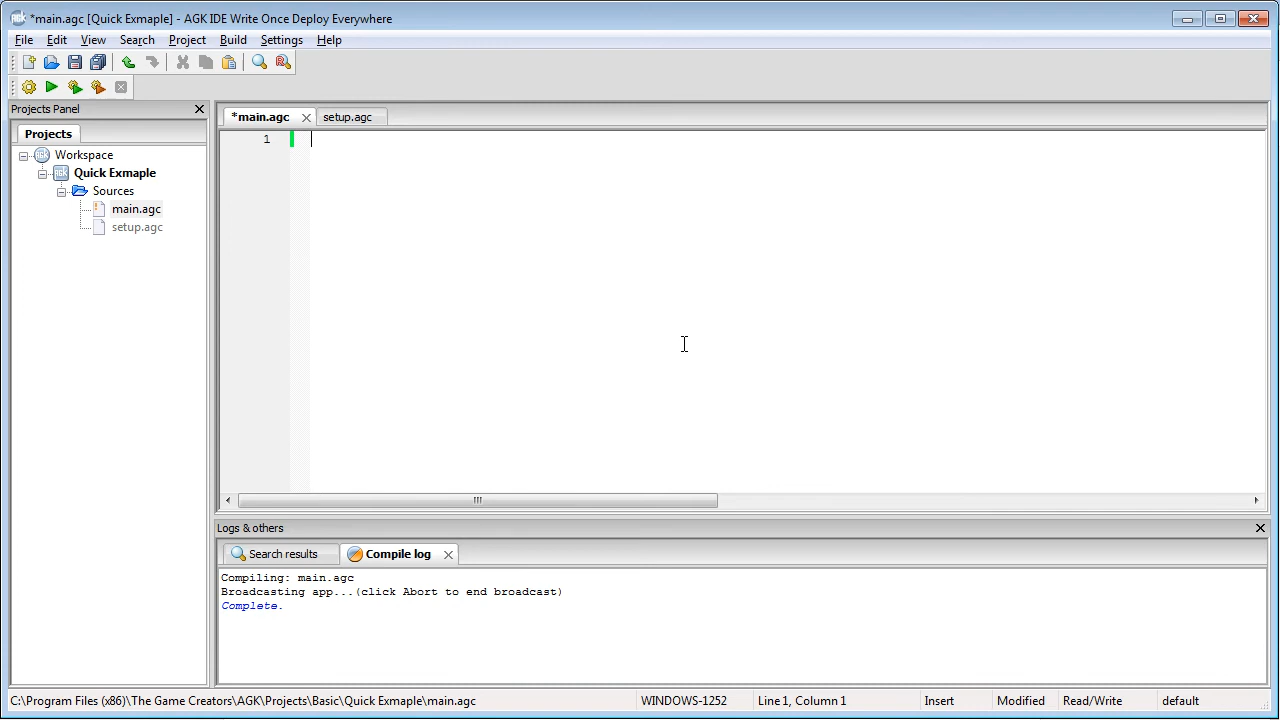 *main.agc [Quick Exmaple] - AGK IDE Write Once Deploy Everywhere
File Edit View Search Project Build Settings Help
Projects Panel
Projects
Workspace
Quick Exmaple
Sources
main.agc
setup.agc
*main.agc setup.agc
1
Logs & others
Search results Compile log
Compiling: main.agc
Broadcasting app...(click Abort to end broadcast)
Complete.
C:\Program Files (x86)\The Game Creators\AGK\Projects\Basic\Quick Exmaple\main.agc WINDOWS-1252 Line 1, Column 1 Insert Modified Read/Write default